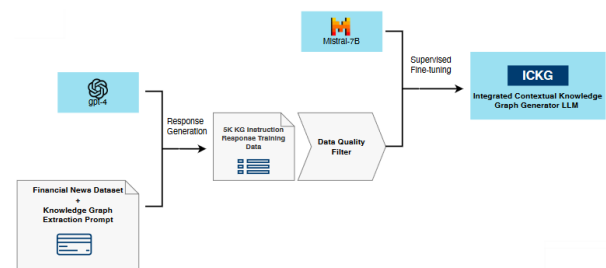 Mistral-7B
Supervised
Fine-tuning
ICKG
Integrated Contextual Knowledge
Graph Generator LLM
gpt-4
Response
Generation
5K KG Instruction
Response Training
Data
Data Quality
Filter
Financial News Dataset
+
Knowledge Graph
Extraction Prompt